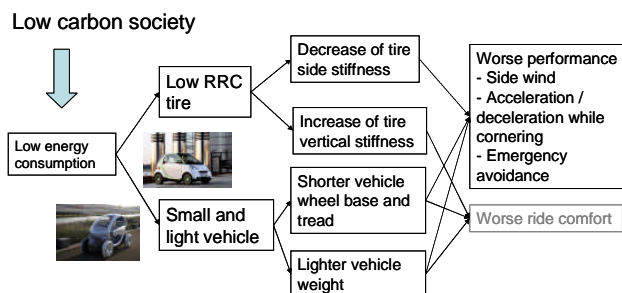 Low carbon society
Low energy
consumption
Low RRC
tire
Small and
light vehicle
Decrease of tire
side stiffness
Increase of tire
vertical stiffness
Shorter vehicle
wheel base and
tread
Lighter vehicle
weight
Worse performance
- Side wind
- Acceleration /
deceleration while
cornering
- Emergency
avoidance
Worse ride comfort